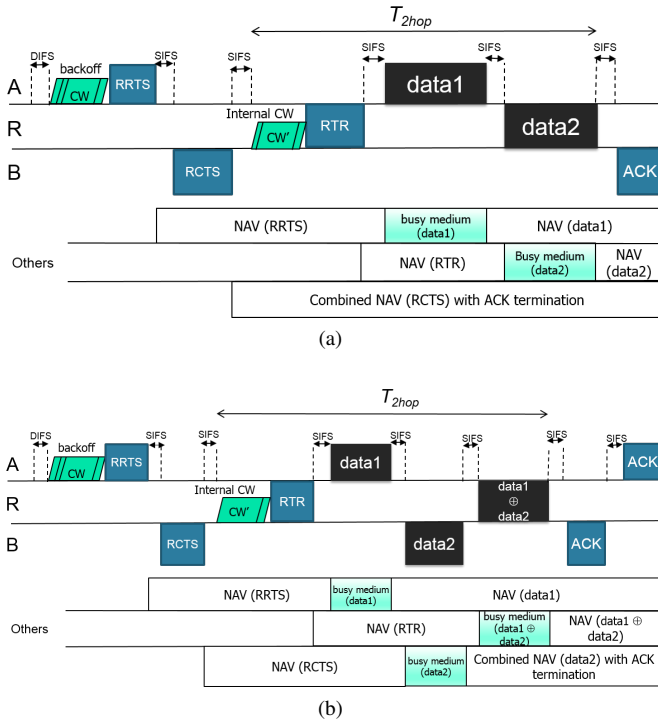 T2hop
DIFS
SIFS
SIFS
SIFS
SIFS
SIFS
backoff
A
CW
RRTS
data1
Internal CW
R
CW'
RTR
data2
B
RCTS
ACK
NAV (RRTS)
busy medium
(data1)
NAV (data1)
Others
NAV (RTR)
Busy medium
(data2)
NAV
(data2)
Combined NAV (RCTS) with ACK termination
(a)
T2hop
DIFS
SIFS
SIFS
SIFS
SIFS
SIFS
SIFS
SIFS
backoff
A
CW
RRTS
data1
ACK
Internal CW
R
CW'
RTR
data1
⊕
data2
B
RCTS
data2
ACK
NAV (RRTS)
busy medium
(data1)
NAV (data1)
Others
NAV (RTR)
busy medium
(data1 ⊕
data2)
NAV (data1 ⊕
data2)
NAV (RCTS)
busy medium
(data2)
Combined NAV (data2) with ACK
termination
(b)